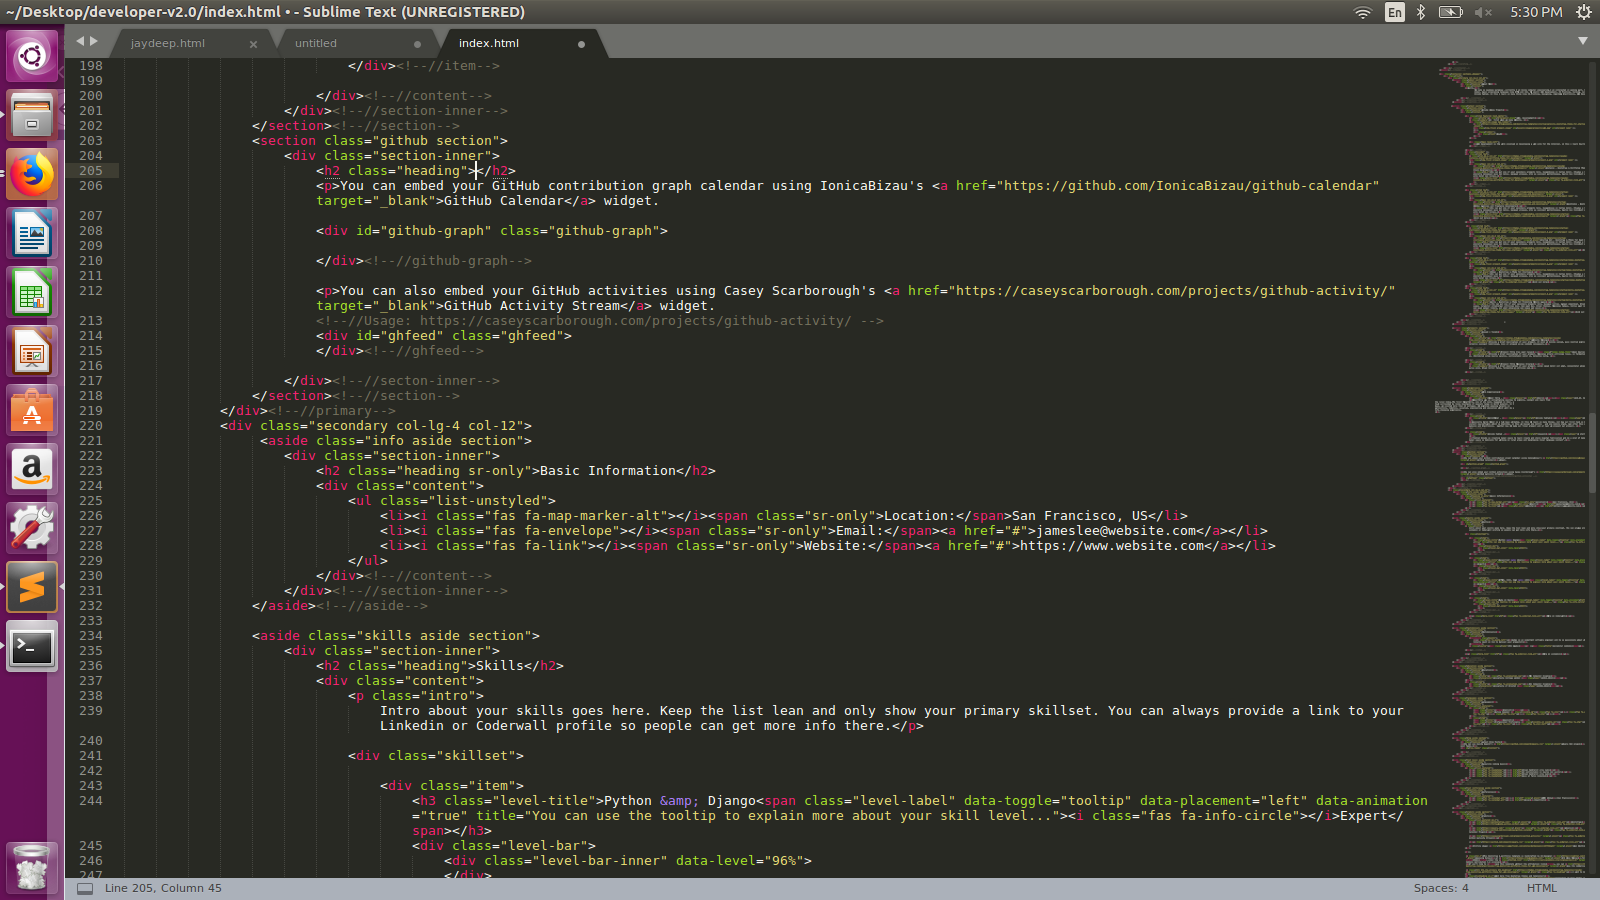 ~/Desktop/developer-v2.0/index.html • - Sublime Text (UNREGISTERED)
En
5:30 PM
jaydeep.html
untitled
index.html
198 </div><!--//item-->
199
200 </div><!--//content-->
201 </div><!--//section-inner-->
202 </section><!--//section-->
203 <section class="github section">
204 <div class="section-inner">
205 <h2 class="heading"></h2>
206 <p>You can embed your GitHub contribution graph calendar using IonicaBizau's <a href="https://github.com/IonicaBizau/github-calendar"
target="_blank">GitHub Calendar</a> widget.
207
208 <div id="github-graph" class="github-graph">
209
210 </div><!--//github-graph-->
211
212 <p>You can also embed your GitHub activities using Casey Scarborough's <a href="https://caseyscarborough.com/projects/github-activity/"
target="_blank">GitHub Activity Stream</a> widget.
213 <!--//Usage: https://caseyscarborough.com/projects/github-activity/ -->
214 <div id="ghfeed" class="ghfeed">
215 </div><!--//ghfeed-->
216
217 </div><!--//secton-inner-->
218 </section><!--//section-->
219 </div><!--//primary-->
220 <div class="secondary col-lg-4 col-12">
221 <aside class="info aside section">
222 <div class="section-inner">
223 <h2 class="heading sr-only">Basic Information</h2>
224 <div class="content">
225 <ul class="list-unstyled">
226 <li><i class="fas fa-map-marker-alt"></i><span class="sr-only">Location:</span>San Francisco, US</li>
227 <li><i class="fas fa-envelope"></i><span class="sr-only">Email:</span><a href="#">jameslee@website.com</a></li>
228 <li><i class="fas fa-link"></i><span class="sr-only">Website:</span><a href="#">https://www.website.com</a></li>
229 </ul>
230 </div><!--//content-->
231 </div><!--//section-inner-->
232 </aside><!--//aside-->
233
234 <aside class="skills aside section">
235 <div class="section-inner">
236 <h2 class="heading">Skills</h2>
237 <div class="content">
238 <p class="intro">
239 Intro about your skills goes here. Keep the list lean and only show your primary skillset. You can always provide a link to your
Linkedin or Coderwall profile so people can get more info there.</p>
240
241 <div class="skillset">
242
243 <div class="item">
244 <h3 class="level-title">Python &amp; Django<span class="level-label" data-toggle="tooltip" data-placement="left" data-animation
="true" title="You can use the tooltip to explain more about your skill level..."><i class="fas fa-info-circle"></i>Expert</
span></h3>
245 <div class="level-bar">
246 <div class="level-bar-inner" data-level="96%">
247 </div>
Line 205, Column 45
Spaces: 4
HTML